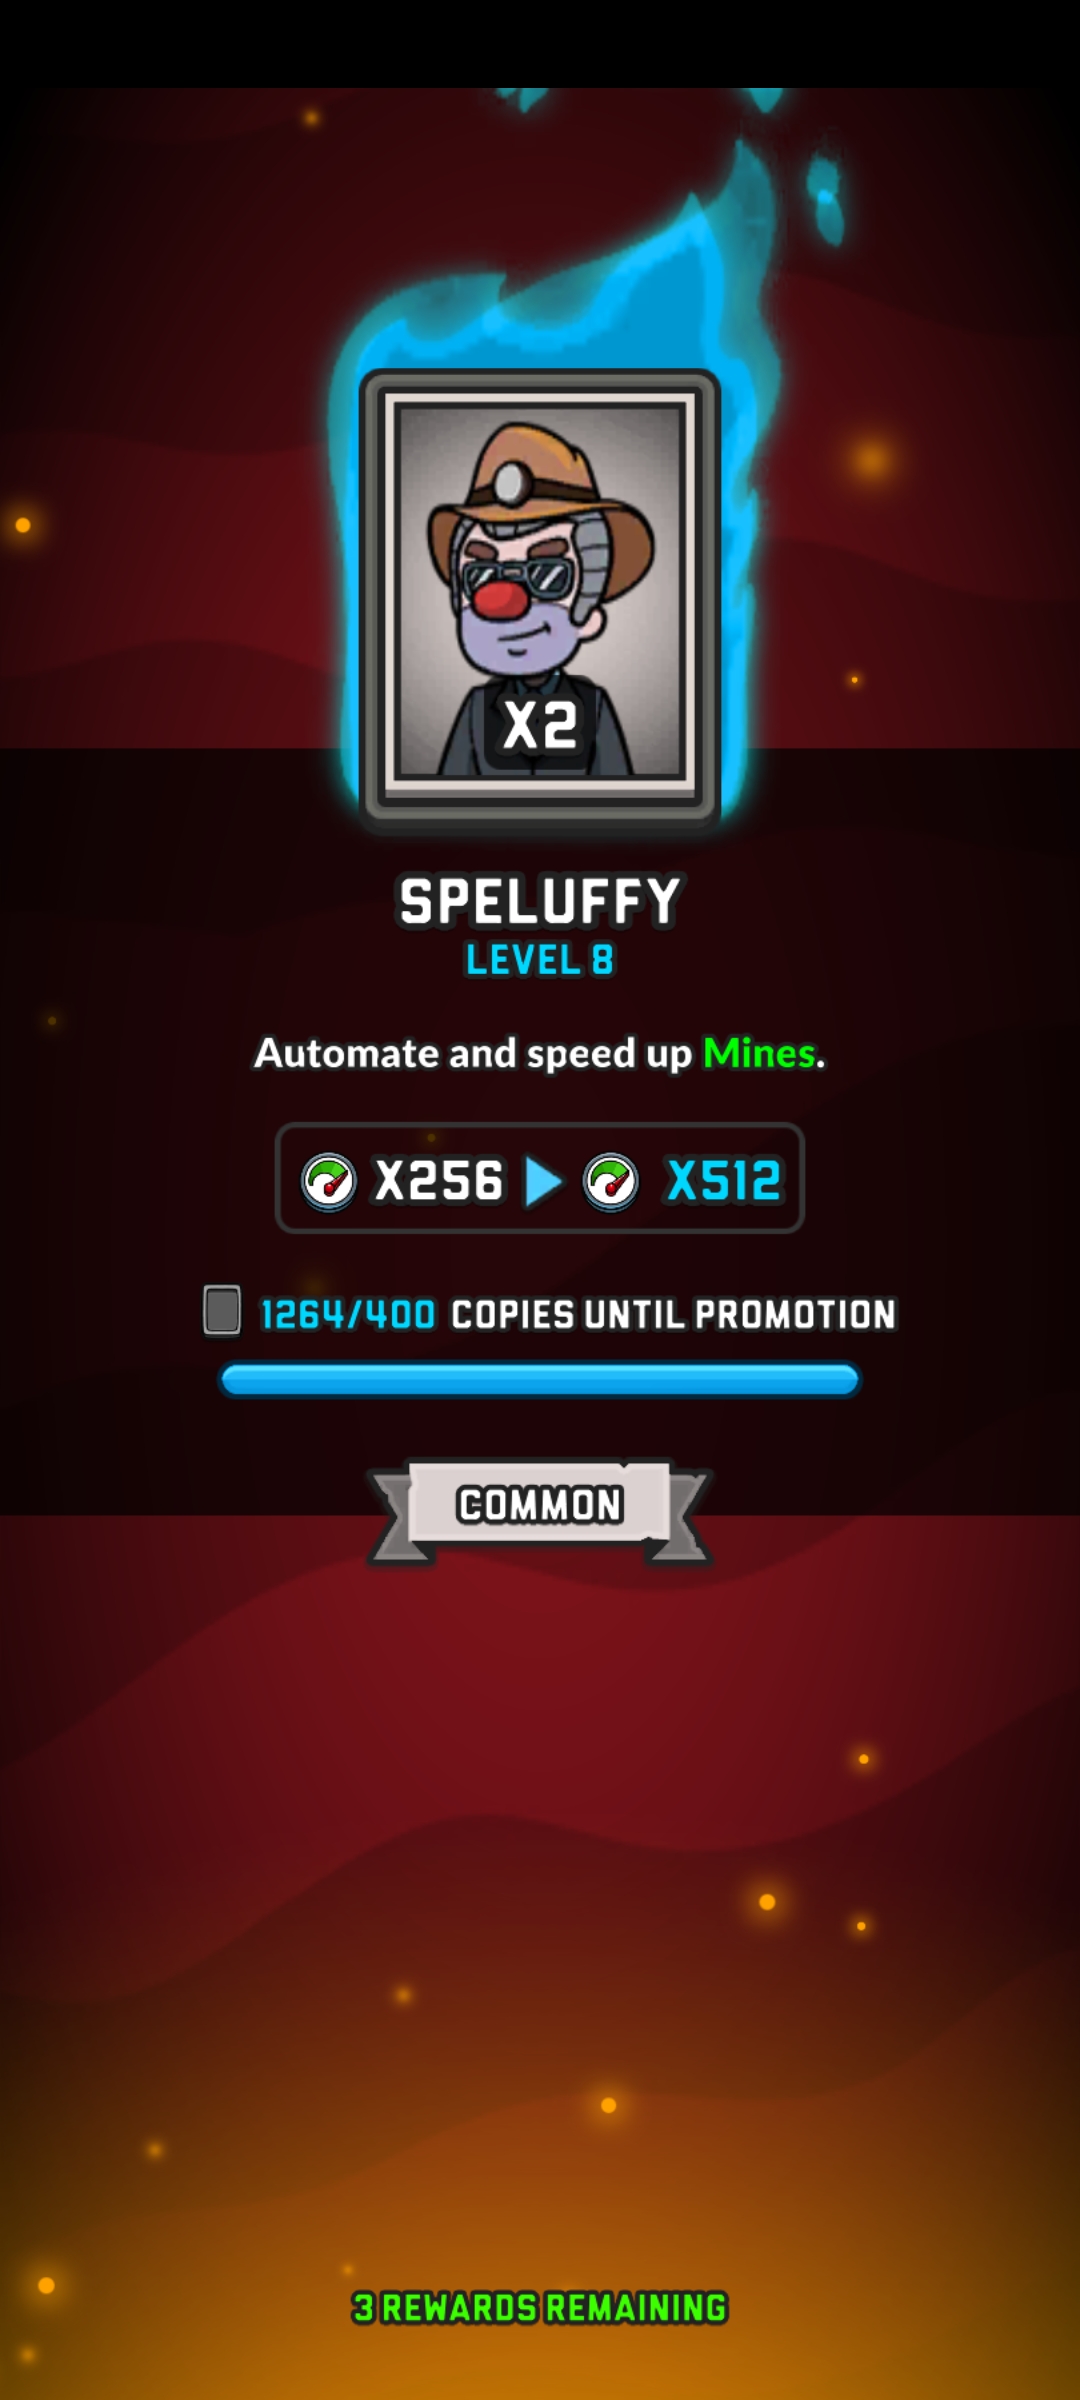 X2
SPELUFFY
LEVEL 8
Automate and speed up Mines.
X256 X512
1264/400 COPIES UNTIL PROMOTION
COMMON
3 REWARDS REMAINING